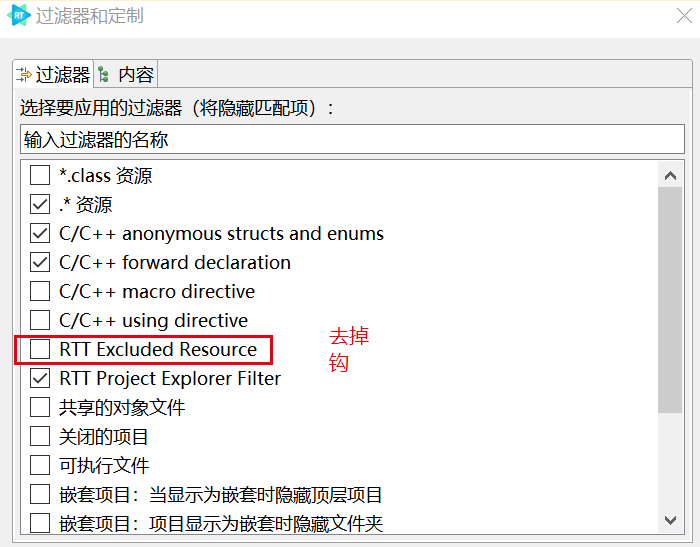 RT 过滤器和定制
过滤器 内容
选择要应用的过滤器（将隐藏匹配项）：
输入过滤器的名称
*.class 资源
.* 资源
C/C++ anonymous structs and enums
C/C++ forward declaration
C/C++ macro directive
C/C++ using directive
RTT Excluded Resource
去掉
钩
RTT Project Explorer Filter
共享的对象文件
关闭的项目
可执行文件
嵌套项目：当显示为嵌套时隐藏顶层项目
嵌套项目：项目显示为嵌套时隐藏文件夹